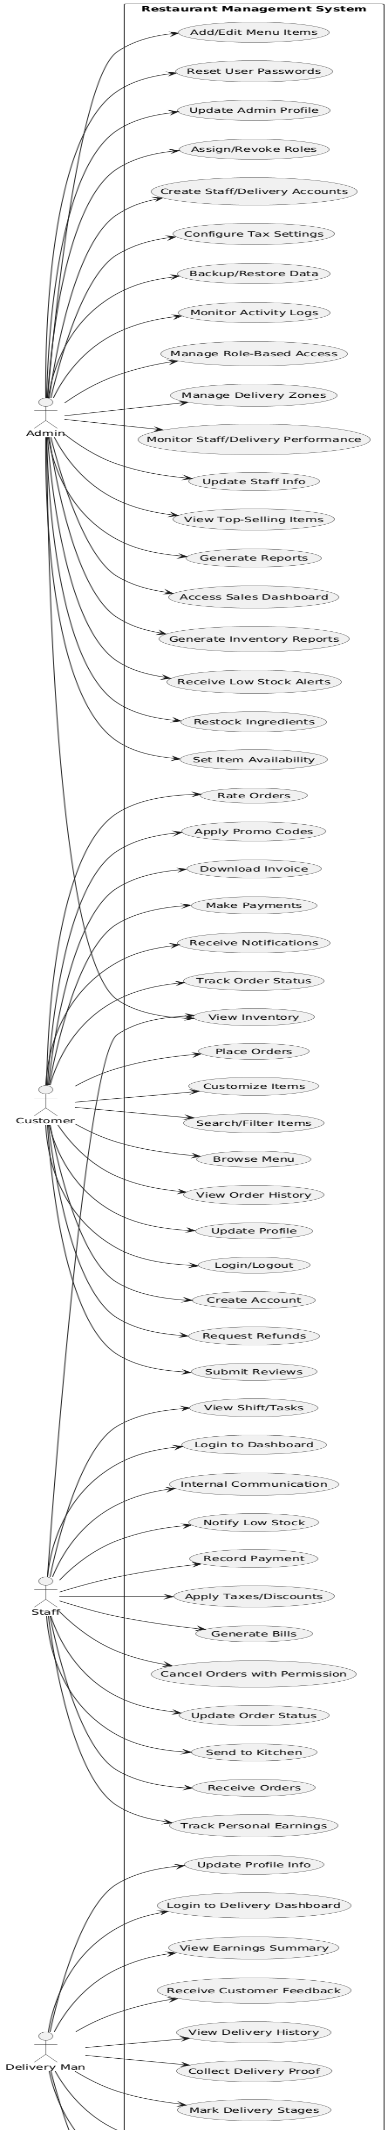 Restaurant Management System
Add/Edit Menu Items
Reset User Passwords
Update Admin Profile
Assign/Revoke Roles
Create Staff/Delivery Accounts
Configure Tax Settings
Backup/Restore Data
Monitor Activity Logs
Manage Role-Based Access
Manage Delivery Zones
Admin
Monitor Staff/Delivery Performance
Update Staff Info
View Top-Selling Items
Generate Reports
Access Sales Dashboard
Generate Inventory Reports
Receive Low Stock Alerts
Restock Ingredients
Set Item Availability
Rate Orders
Apply Promo Codes
Download Invoice
Make Payments
Receive Notifications
Track Order Status
View Inventory
Place Orders
Customize Items
Customer
Search/Filter Items
Browse Menu
View Order History
Update Profile
Login/Logout
Create Account
Request Refunds
Submit Reviews
View Shift/Tasks
Login to Dashboard
Internal Communication
Notify Low Stock
Record Payment
Apply Taxes/Discounts
Staff
Generate Bills
Cancel Orders with Permission
Update Order Status
Send to Kitchen
Receive Orders
Track Personal Earnings
Update Profile Info
Login to Delivery Dashboard
View Earnings Summary
Receive Customer Feedback
View Delivery History
Delivery Man
Collect Delivery Proof
Mark Delivery Stages